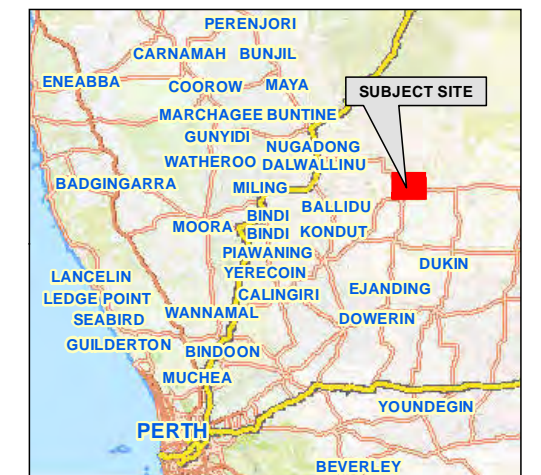 PERENJORI
CARNAMAH BUNJIL
ENEABBA
COOROW MAYA
SUBJECT SITE
MARCHAGEE BUNTINE
GUNYIDI
NUGADONG
WATHEROO DALWALLINU
BADGINGARRA
MILING
BALLIDU
BINDI
BINDI
MOORA
KONDUT
PIAWANING
DUKIN
YERECOIN
LANCELIN
EJANDING
CALINGIRI
LEDGE POINT
WANNAMAL
SEABIRD
DOWERIN
GUILDERTON
BINDOON
MUCHEA
YOUNDEGIN
PERTH
BEVERLEY